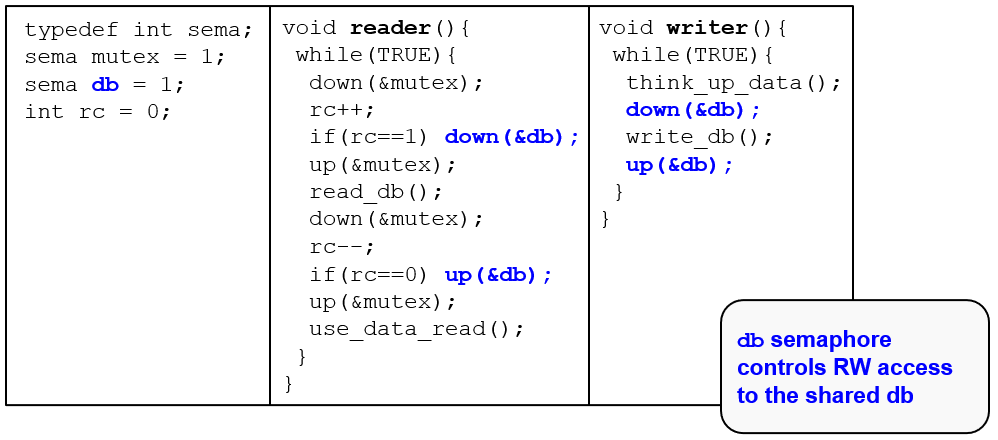 typedef int sema;
sema mutex = 1;
sema db = 1;
int rc = 0;
void reader(){
while(TRUE){
down(&mutex);
rc++;
if(rc==1) down(&db);
up(&mutex);
read_db();
down(&mutex);
rc--;
if(rc==0) up(&db);
up(&mutex);
use_data_read();
}
}
void writer(){
while(TRUE){
think_up_data();
down(&db);
write_db();
up(&db);
}
}
db semaphore
controls RW access
to the shared db